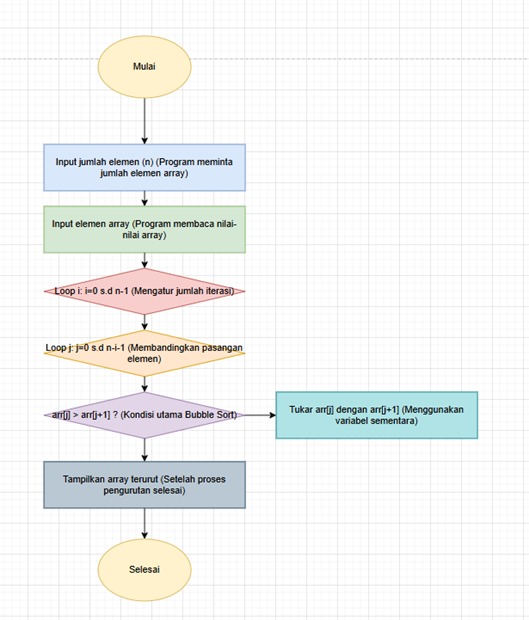 Mulai
Input jumlah elemen (n) (Program meminta
jumlah elemen array)
Input elemen array (Program membaca nilai-
nilai array)
Loop i: i=0 s.d n-1 (Mengatur jumlah iterasi)
Loop j: j=0 s.d n-i-1 (Membandingkan pasangan
elemen)
arr[j] > arr[j+1] ? (Kondisi utama Bubble Sort)
Tukar arr[j] dengan arr[j+1] (Menggunakan
variabel sementara)
Tampilkan array terurut (Setelah proses
pengurutan selesai)
Selesai